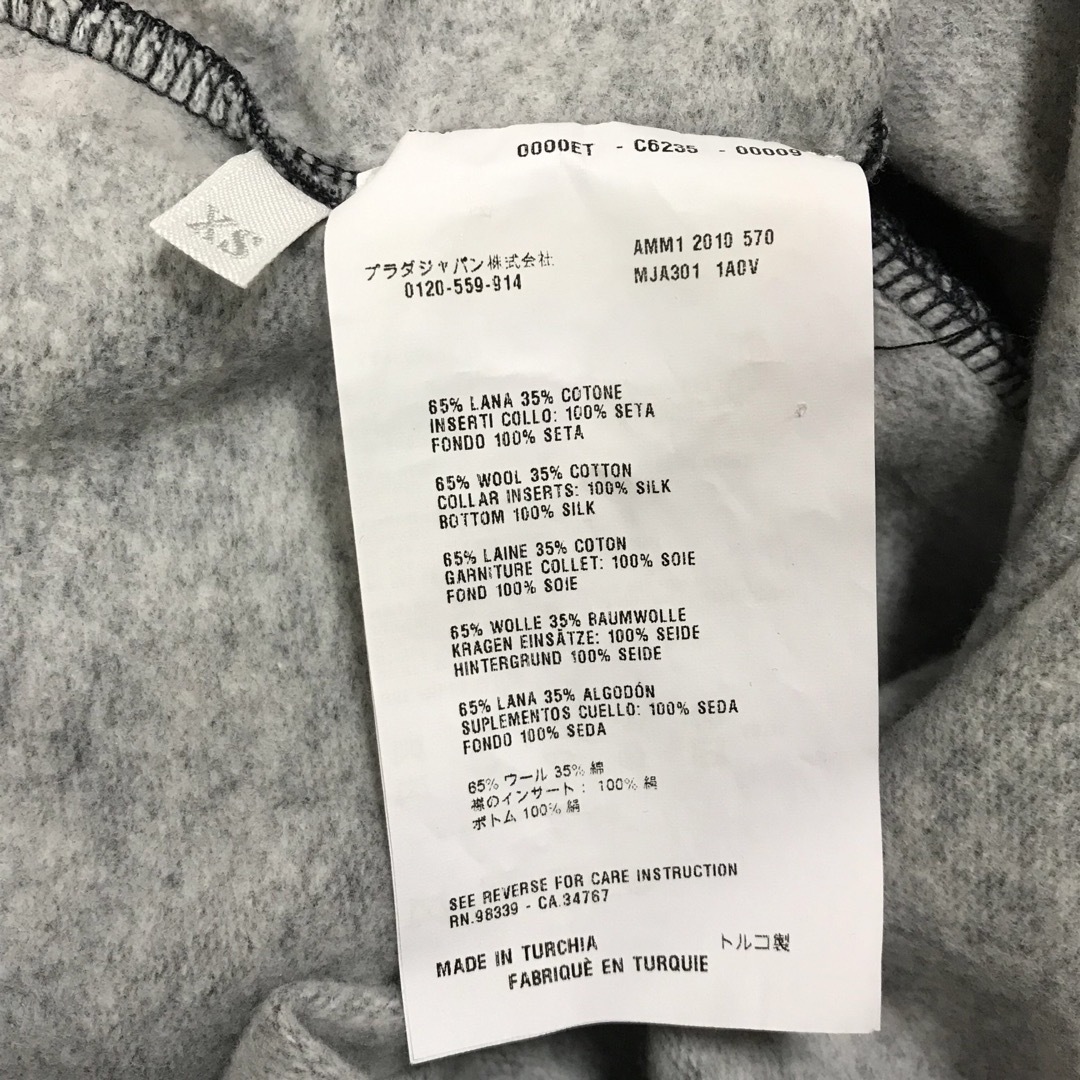 0000ET - C6235 - 00009
XS
プラダジャパン株式会社
0120-559-914
AMM1 2010 570
MJA301 1A0V
65% LANA 35% COTONE
INSERTI COLLO: 100% SETA
FONDO 100% SETA
65% WOOL 35% COTTON
COLLAR INSERTS: 100% SILK
BOTTOM 100% SILK
65% LAINE 35% COTON
GARNITURE COLLET: 100% SOIE
FOND 100% SOIE
65% WOLLE 35% BAUMWOLLE
KRAGEN EINSÄTZE: 100% SEIDE
HINTERGRUND 100% SEIDE
65% LANA 35% ALGODÓN
SUPLEMENTOS CUELLO: 100% SEDA
FONDO 100% SEDA
65% ウール 35% 綿
襟のインサート : 100% 絹
ボトム 100% 絹
SEE REVERSE FOR CARE INSTRUCTION
RN.98339 - CA.34767
MADE IN TURCHIA トルコ製
FABRIQUÈ EN TURQUIE